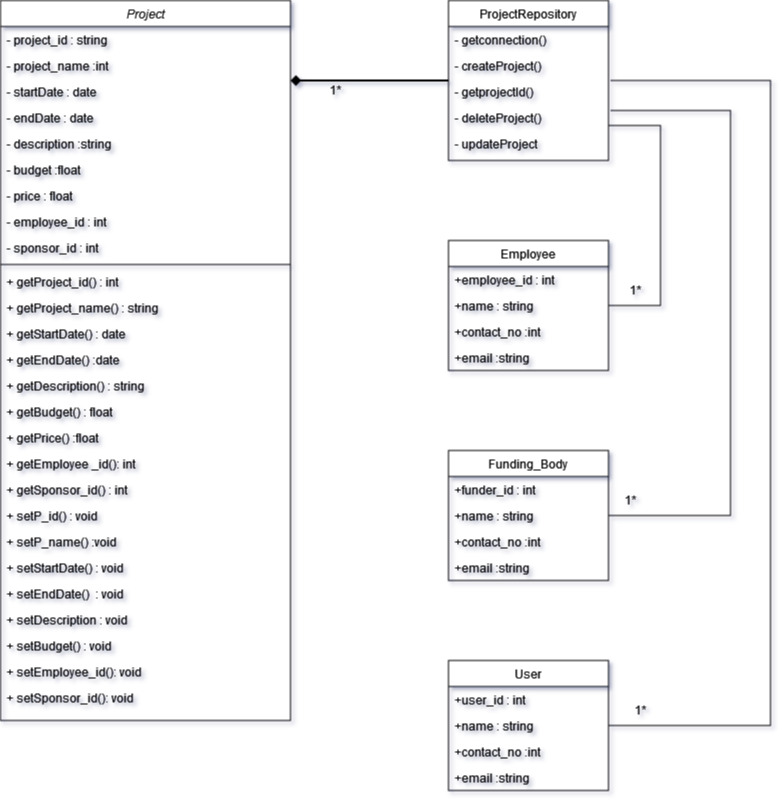 Project
- project_id : string
- project_name :int
- startDate : date
- endDate : date
- description :string
- budget :float
- price : float
- employee_id : int
- sponsor_id : int
+ getProject_id() : int
+ getProject_name() : string
+ getStartDate() : date
+ getEndDate() :date
+ getDescription() : string
+ getBudget() : float
+ getPrice() :float
+ getEmployee _id(): int
+ getSponsor_id() : int
+ setP_id() : void
+ setP_name() :void
+ setStartDate() : void
+ setEndDate()  : void
+ setDescription : void
+ setBudget() : void
+ setEmployee_id(): void
+ setSponsor_id(): void
1*
ProjectRepository
- getconnection()
- createProject()
- getprojectId()
- deleteProject()
- updateProject
Employee
+employee_id : int
+name : string
+contact_no :int
+email :string
1*
Funding_Body
+funder_id : int
+name : string
+contact_no :int
+email :string
1*
User
+user_id : int
+name : string
+contact_no :int
+email :string
1*